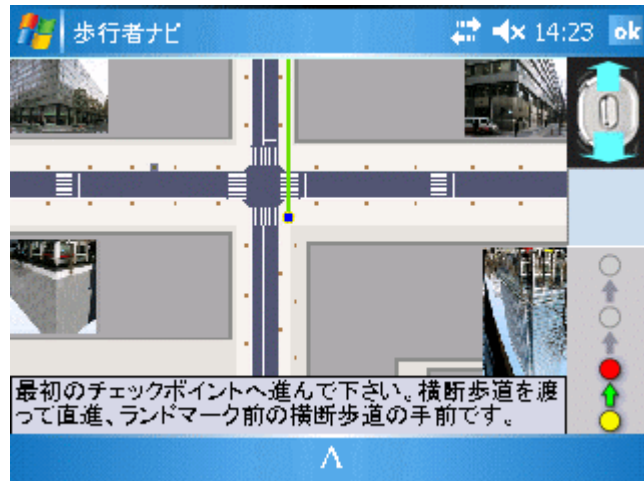 歩行者ナビ 14:23 ok
最初のチェックポイントへ進んで下さい。横断歩道を渡
って直進、ランドマーク前の横断歩道の手前です。